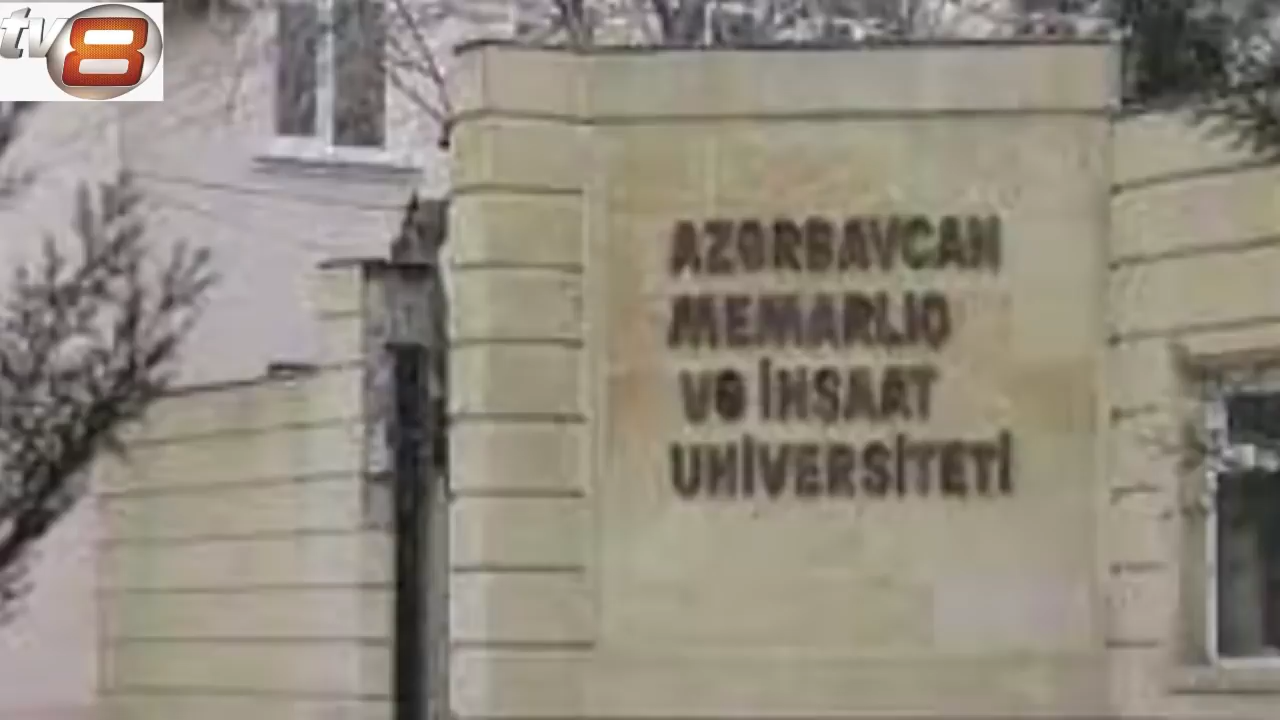 tv8
AZƏRBAYCAN
MEMARLIQ
VƏ İNŞAAT
UNİVERSİTETİ